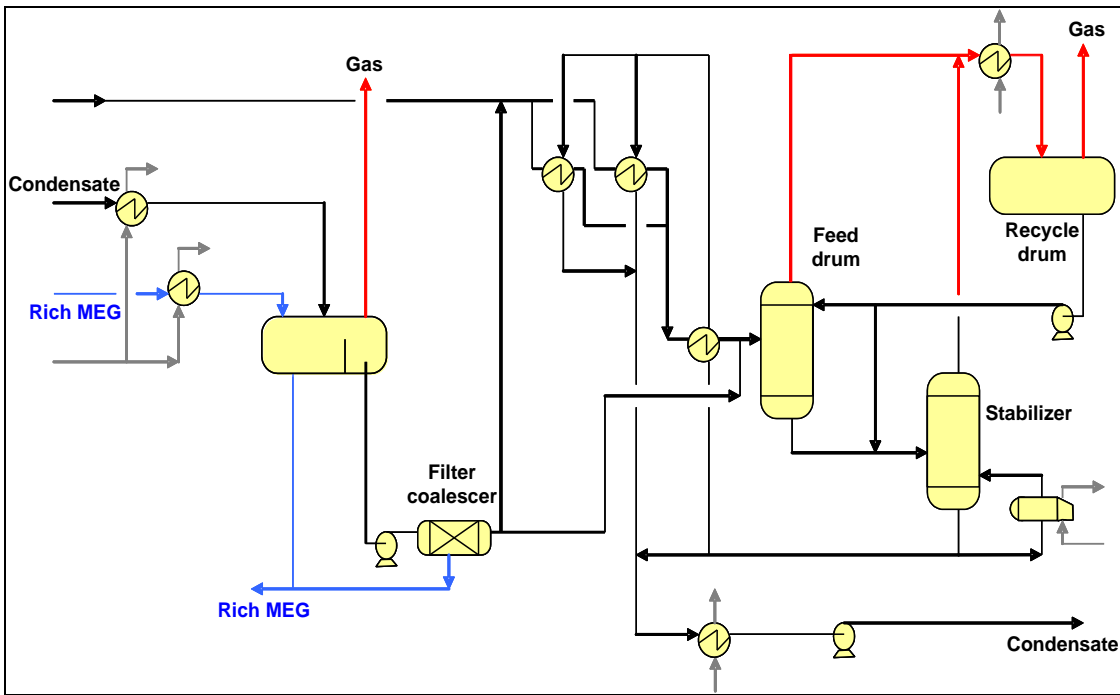 Gas
Gas
Condensate
Recycle
drum
Feed
drum
Rich MEG
Stabilizer
Filter
coalescer
Rich MEG
Condensate